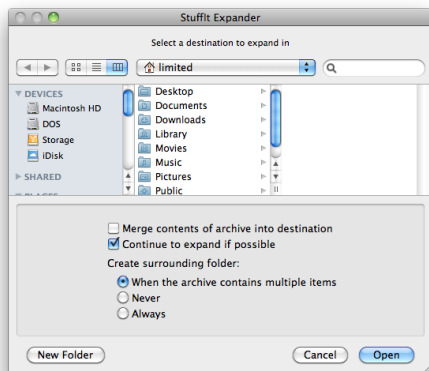 StuffIt Expander
Select a destination to expand in
limited
DEVICES
Macintosh HD
DOS
Storage
iDisk
SHARED
Desktop
Documents
Downloads
Library
Movies
Music
Pictures
Public
Merge contents of archive into destination
Continue to expand if possible
Create surrounding folder:
When the archive contains multiple items
Never
Always
New Folder
Cancel
Open